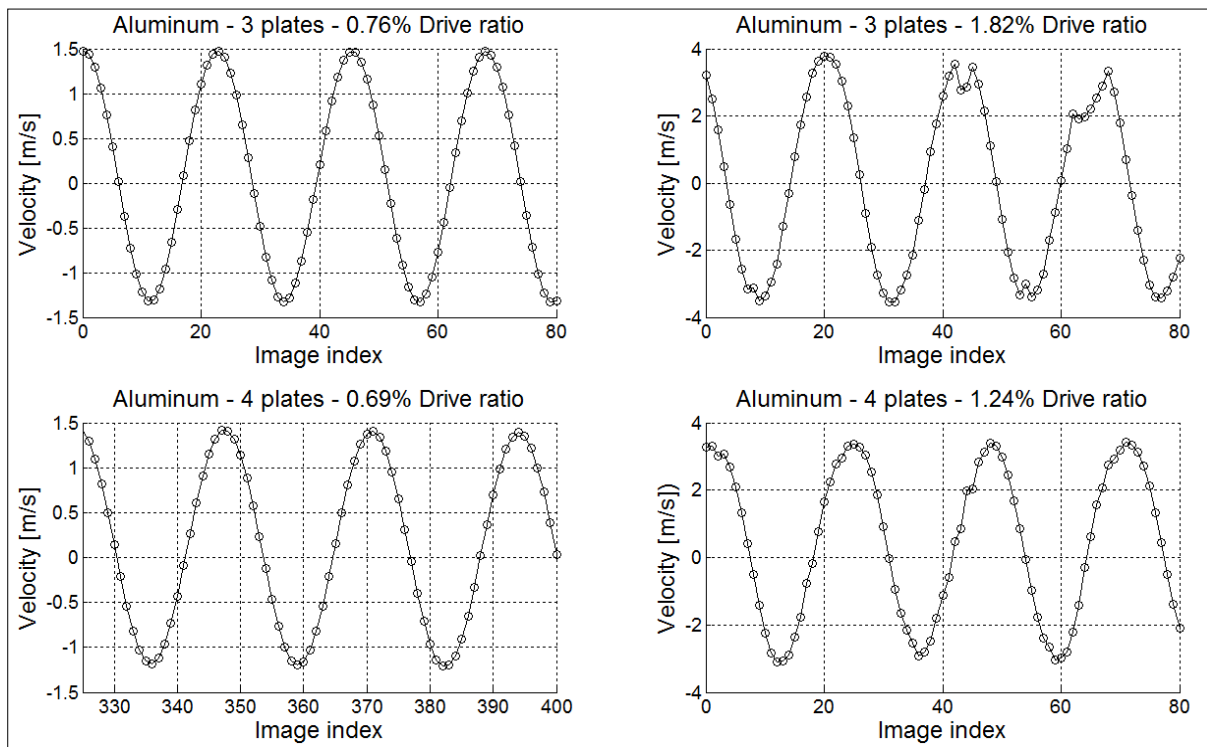 Aluminum - 3 plates - 0.76% Drive ratio
Velocity [m/s]
1.5
1
0.5
0
-0.5
-1
-1.5
0 20 40 60 80
Image index
Aluminum - 3 plates - 1.82% Drive ratio
Velocity [m/s]
4
2
0
-2
-4
0 20 40 60 80
Image index
Aluminum - 4 plates - 0.69% Drive ratio
Velocity [m/s]
1.5
1
0.5
0
-0.5
-1
-1.5
330 340 350 360 370 380 390 400
Image index
Aluminum - 4 plates - 1.24% Drive ratio
Velocity [m/s])
4
2
0
-2
-4
0 20 40 60 80
Image index